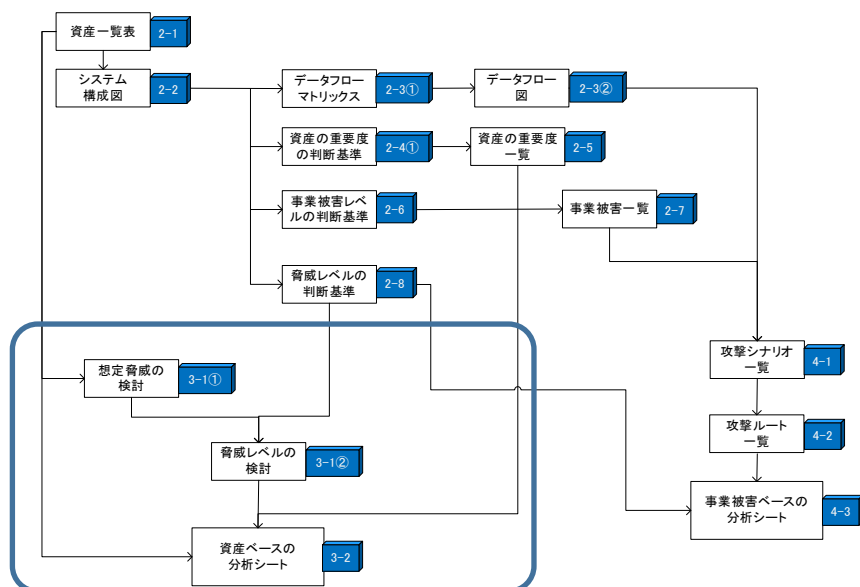 資産一覧表
2-1
システム
構成図
2-2
データフロー
マトリックス
2-3①
データフロー
図
2-3②
資産の重要度
の判断基準
2-4①
資産の重要度
一覧
2-5
事業被害レベ
ルの判断基準
2-6
事業被害一覧
2-7
脅威レベルの
判断基準
2-8
想定脅威の
検討
3-1①
攻撃シナリオ
一覧
4-1
脅威レベルの
検討
3-1②
攻撃ルート
一覧
4-2
資産ベースの
分析シート
3-2
事業被害ベースの
分析シート
4-3